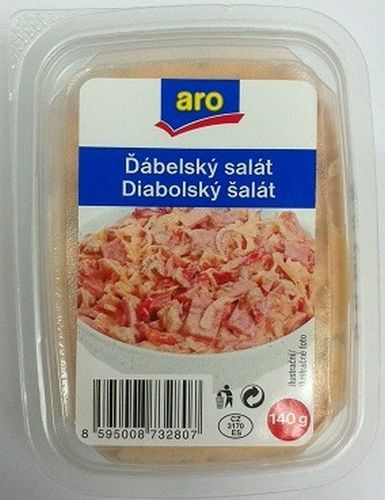 aro
Ďábelský salát
Diabolský šalát
ilustrační/
ilustračné foto
140 g
CZ
3170
ES
8 595008 732807